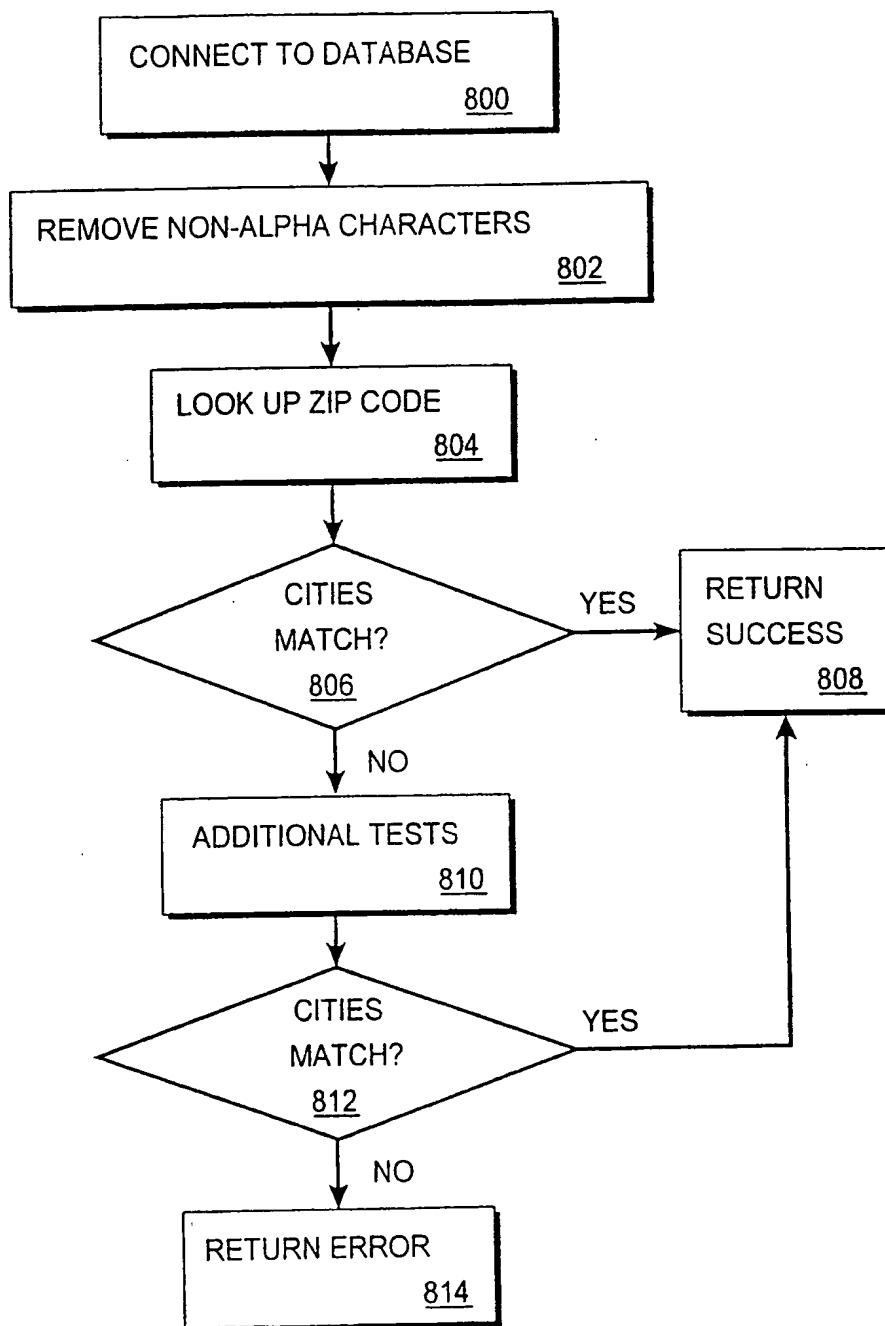 CONNECT TO DATABASE
800
REMOVE NON-ALPHA CHARACTERS
802
LOOK UP ZIP CODE
804
CITIES
MATCH?
806
YES
RETURN
SUCCESS
808
NO
ADDITIONAL TESTS
810
CITIES
MATCH?
812
YES
NO
RETURN ERROR
814